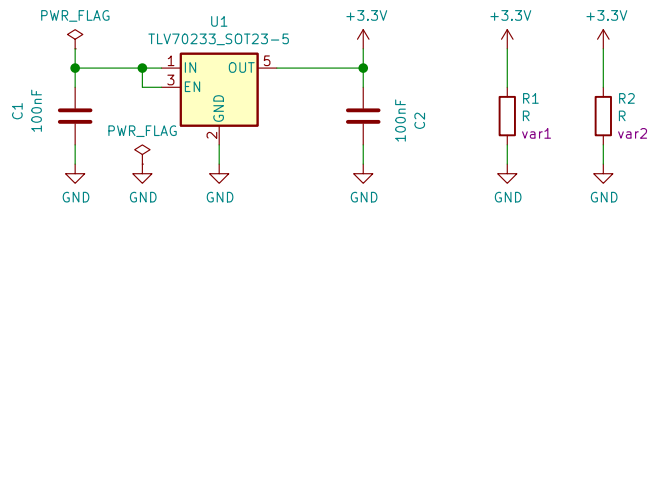 PWR_FLAG
U1
TLV70233_SOT23-5
+3.3V
+3.3V
+3.3V
1
IN
OUT
5
3
EN
GND
2
C1
100nF
PWR_FLAG
100nF
C2
R1
R
var1
R2
R
var2
GND
GND
GND
GND
GND
GND